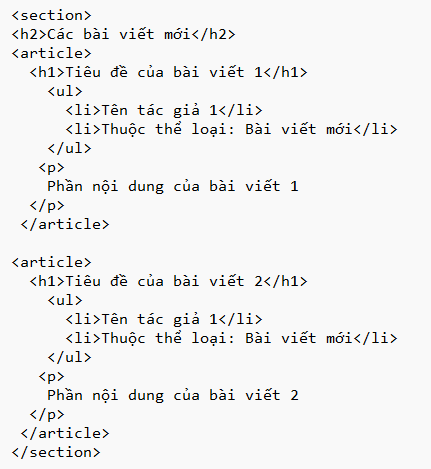 <section>
<h2>Các bài viết mới</h2>
<article>
<h1>Tiêu đề của bài viết 1</h1>
<ul>
<li>Tên tác giả 1</li>
<li>Thuộc thể loại: Bài viết mới</li>
</ul>
<p>
Phần nội dung của bài viết 1
</p>
</article>
<article>
<h1>Tiêu đề của bài viết 2</h1>
<ul>
<li>Tên tác giả 1</li>
<li>Thuộc thể loại: Bài viết mới</li>
</ul>
<p>
Phần nội dung của bài viết 2
</p>
</article>
</section>